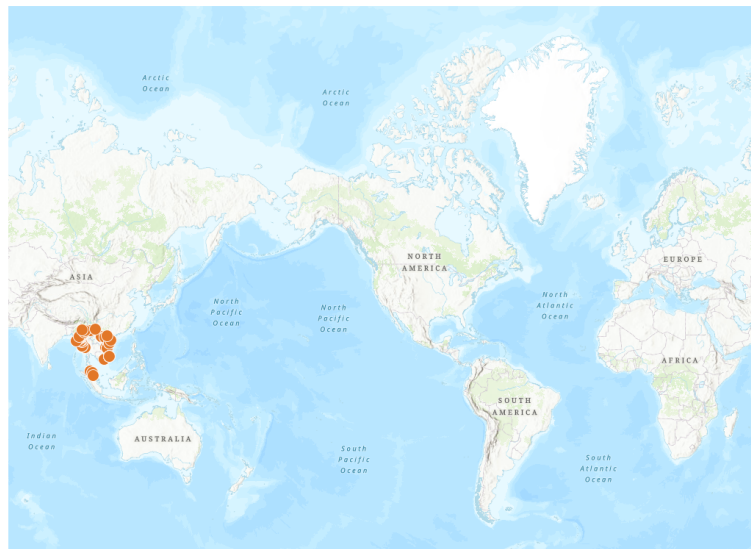 Arctic
Ocean
Arctic
Ocean
NORTH
AMERICA
EUROPE
ASIA
North
Pacific
Ocean
North
Pacific
Ocean
North
Atlantic
Ocean
AFRICA
SOUTH
AMERICA
Indian
Ocean
AUSTRALIA
South
Pacific
Ocean
South
Atlantic
Ocean